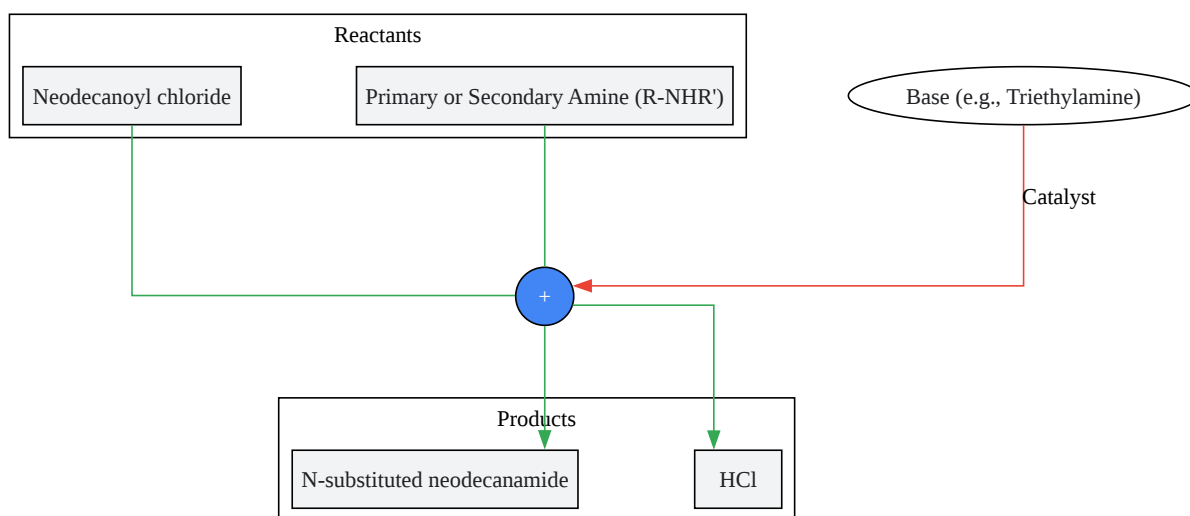 Reactants
Neodecanoyl chloride
Primary or Secondary Amine (R-NHR')
Base (e.g., Triethylamine)
Catalyst
+
Products
N-substituted neodecanamide
HCl